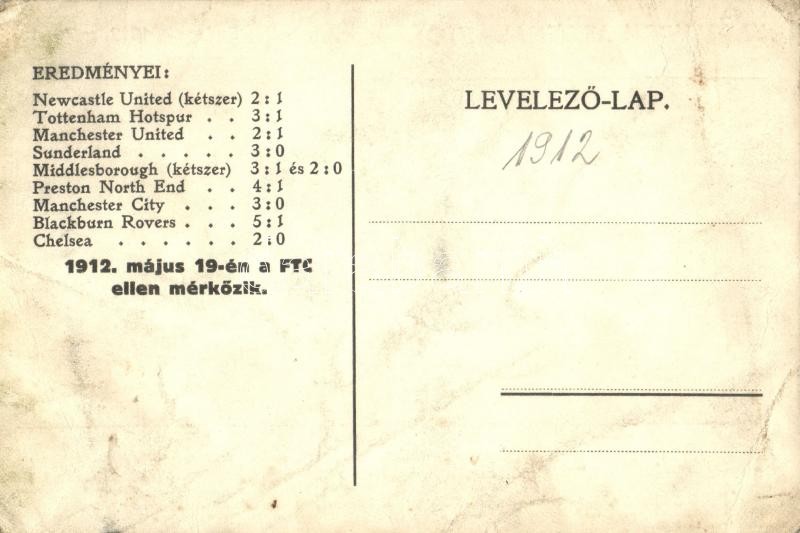 EREDMÉNYEI:
Newcastle United (kétszer) 2:1
Tottenham Hotspur . . 3:1
Manchester United . . 2:1
Sunderland . . . . . 3:0
Middlesborough (kétszer) 3:1 és 2:0
Preston North End . . 4:1
Manchester City . . . 3:0
Blackburn Rovers . . . 5:1
Chelsea . . . . . . 2:0
1912. május 19-én a FTC
ellen mérkőzik.
LEVELEZŐ-LAP.
1912